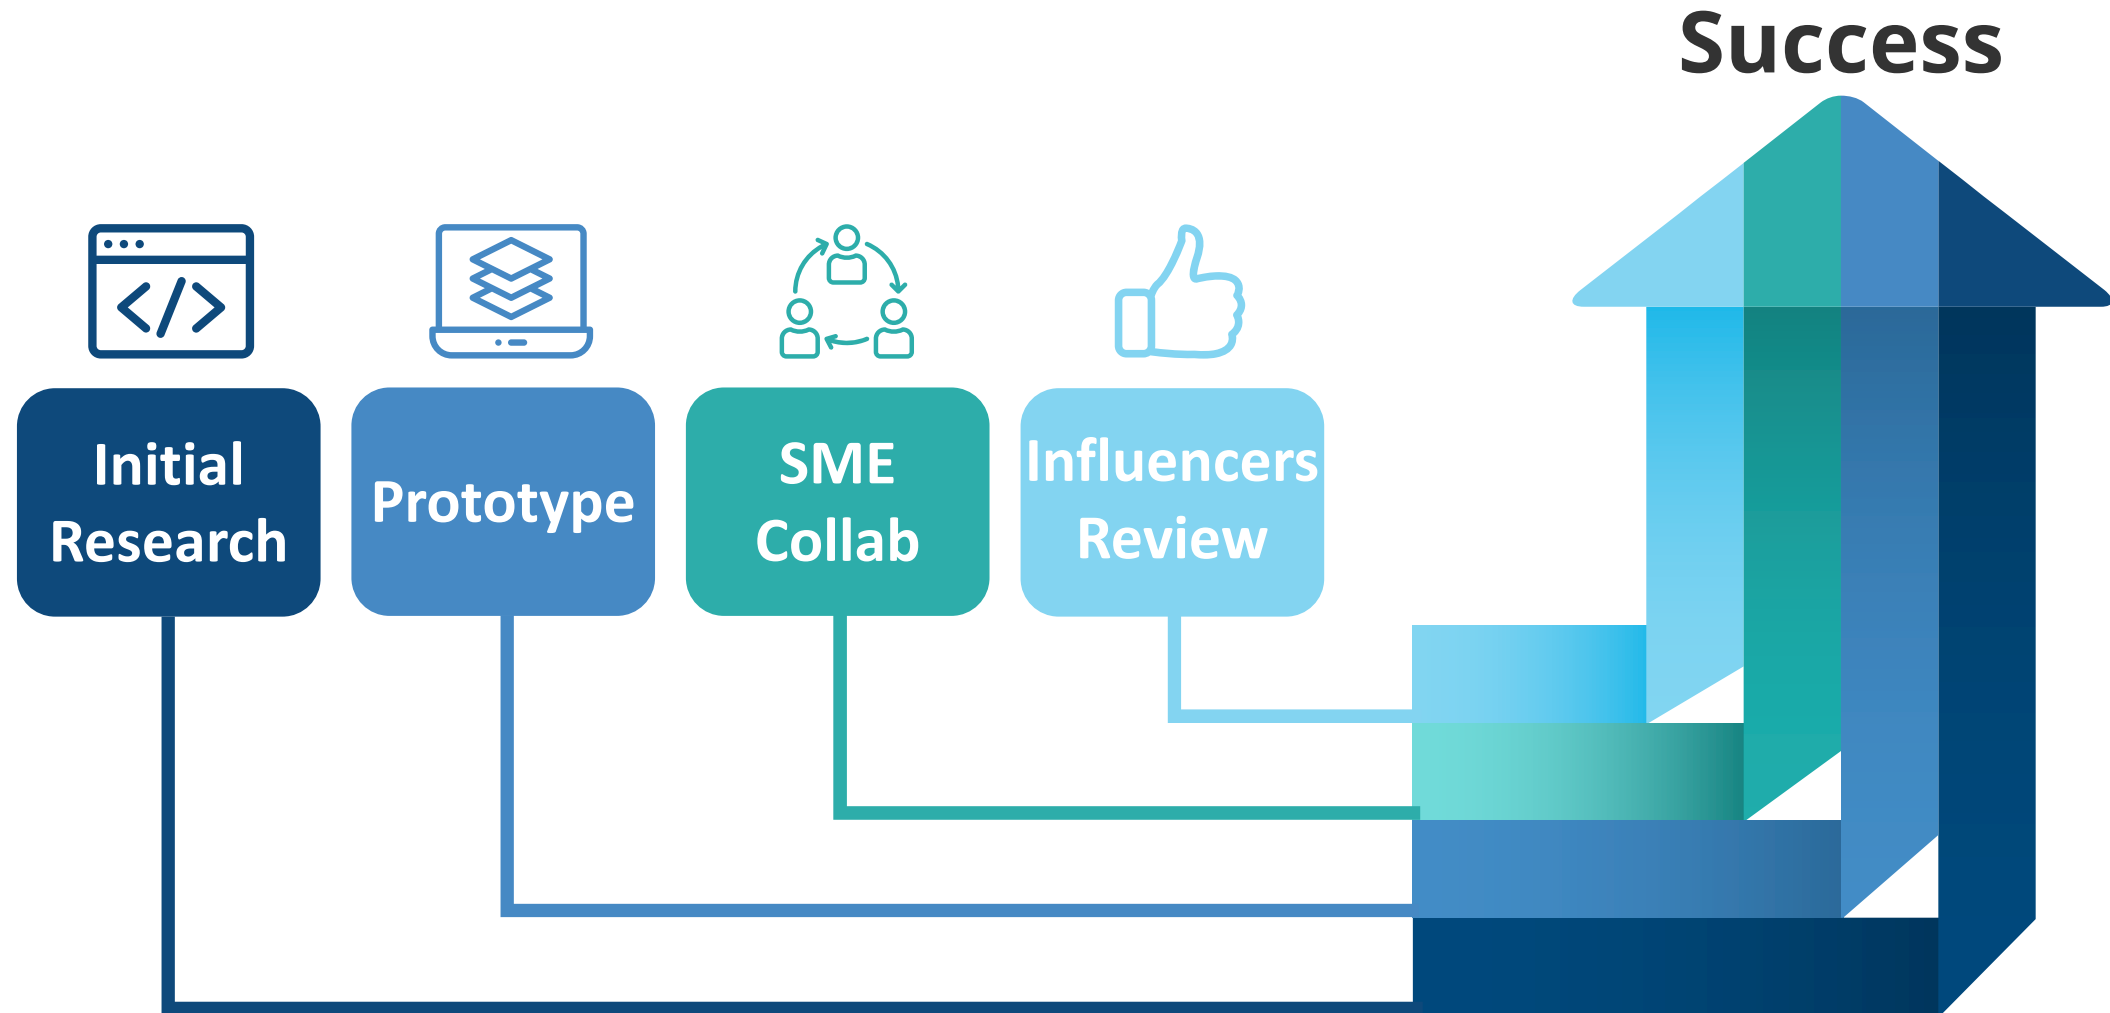 Success
Initial
Research
Prototype
SME
Collab
Influencers
Review